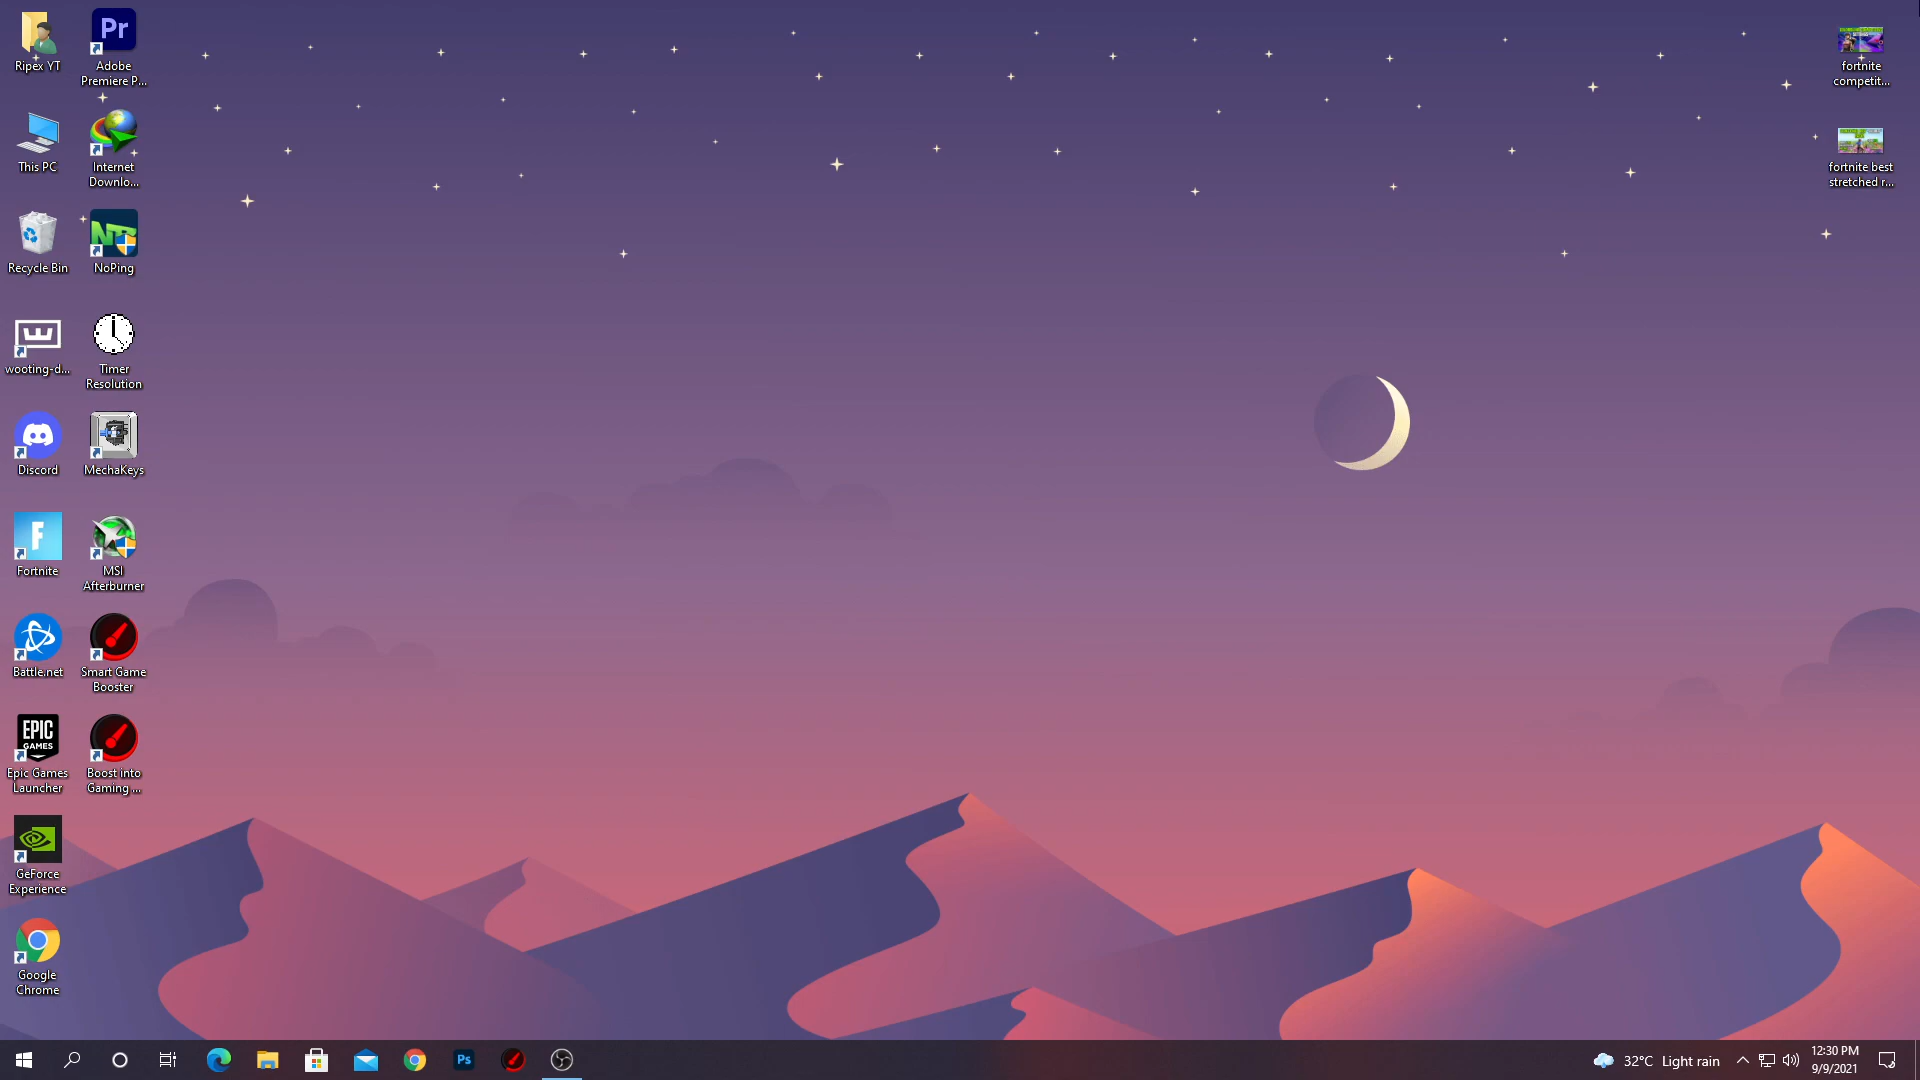 Ripex YT
Pr
Adobe
Premiere P...
This PC
Internet
Downlo...
Recycle Bin
NoPing
wooting-d...
Timer
Resolution
Discord
MechaKeys
F
Fortnite
MSI
Afterburner
Battle.net
Smart Game
Booster
EPIC
GAMES
Epic Games
Launcher
Boost into
Gaming ...
GeForce
Experience
Google
Chrome
fortnite
competit...
fortnite best
stretched r...
Ps
32°C Light rain
12:30 PM
9/9/2021